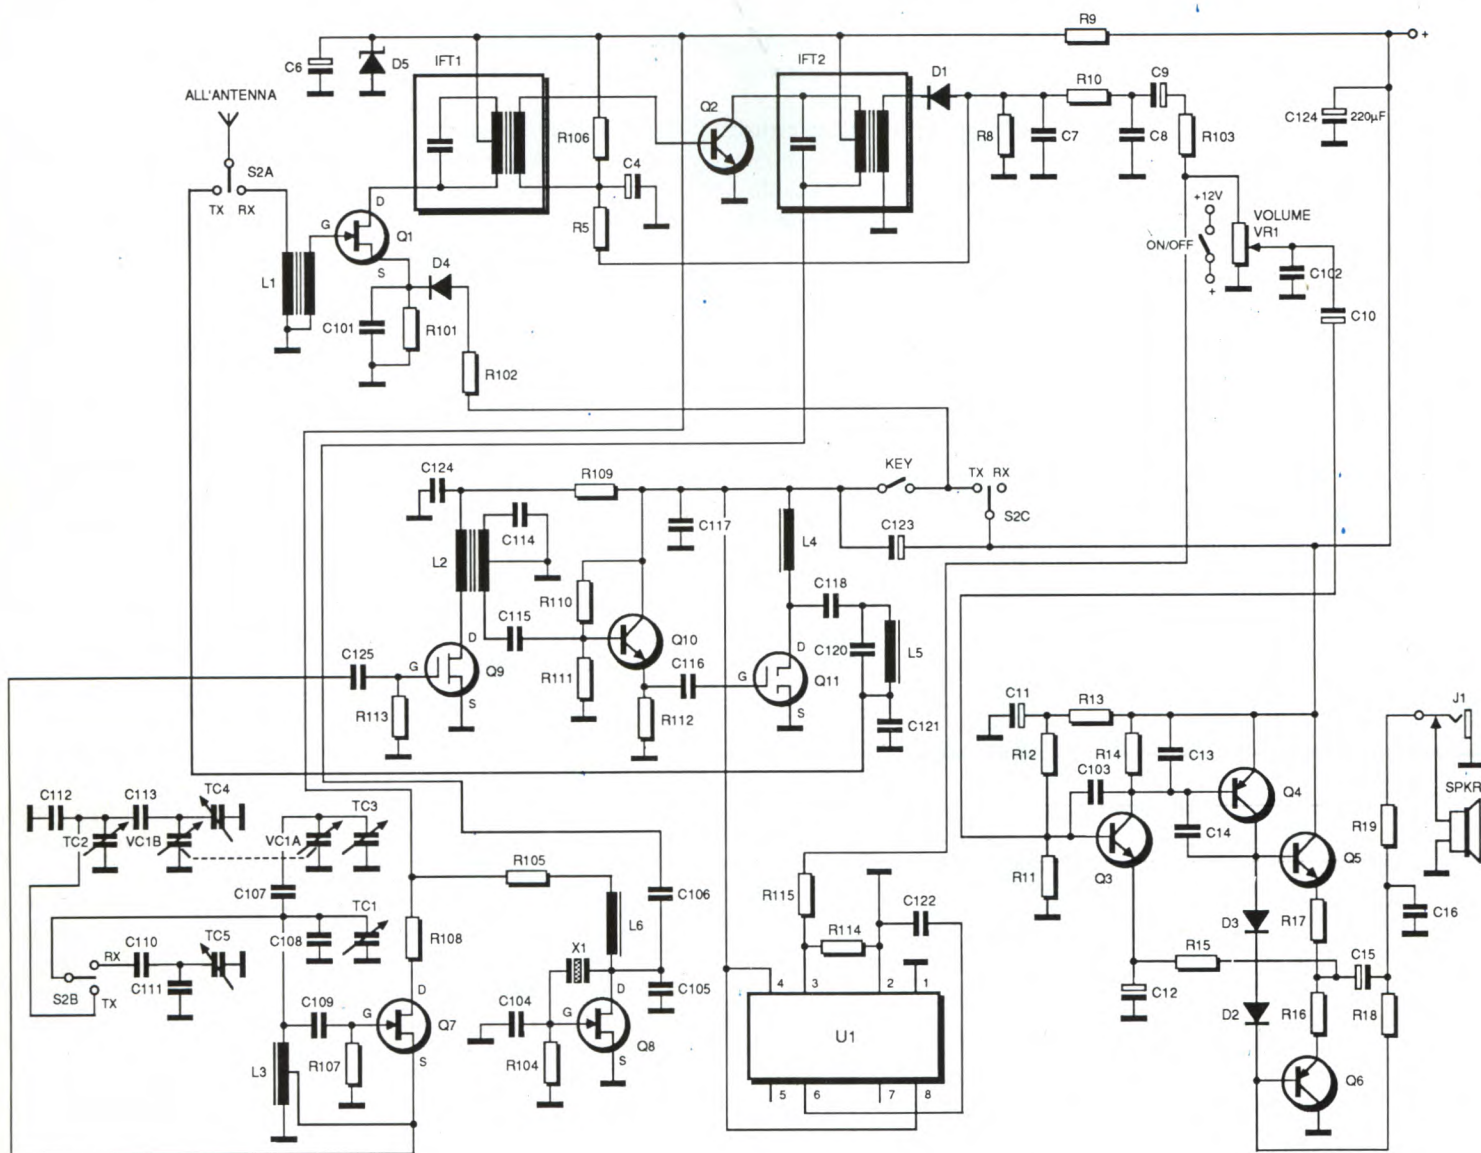 R9
+
C6
D5
IFT1
IFT2
D1
R10
C9
ALL'ANTENNA
Q2
R106
R8
C7
C8
R103
C124
220µF
S2A
TX
RX
C4
R5
G
D
Q1
S
+12V
VOLUME
VR1
ON/OFF
+
D4
L1
C101
R101
C102
C10
R102
C124
R109
KEY
TX
RX
S2C
C117
C123
L2
C114
L4
C118
R110
C115
Q10
C120
L5
C125
G
D
Q9
S
R111
C116
G
D
Q11
S
R113
R112
C121
C11
R13
J1
R12
R14
C13
C103
Q4
SPKR
C112
C113
TC4
TC3
TC2
VC1B
VC1A
C14
R19
R105
Q3
Q5
C107
C106
R115
R11
C122
C16
L6
D3
R17
C108
TC1
R108
R114
C110
TC5
RX
S2B
TX
C111
X1
C105
R15
C15
C12
4
3
2
1
C109
G
D
Q7
S
C104
G
D
Q8
S
D2
R16
R18
U1
L3
R107
R104
5
6
7
8
Q6